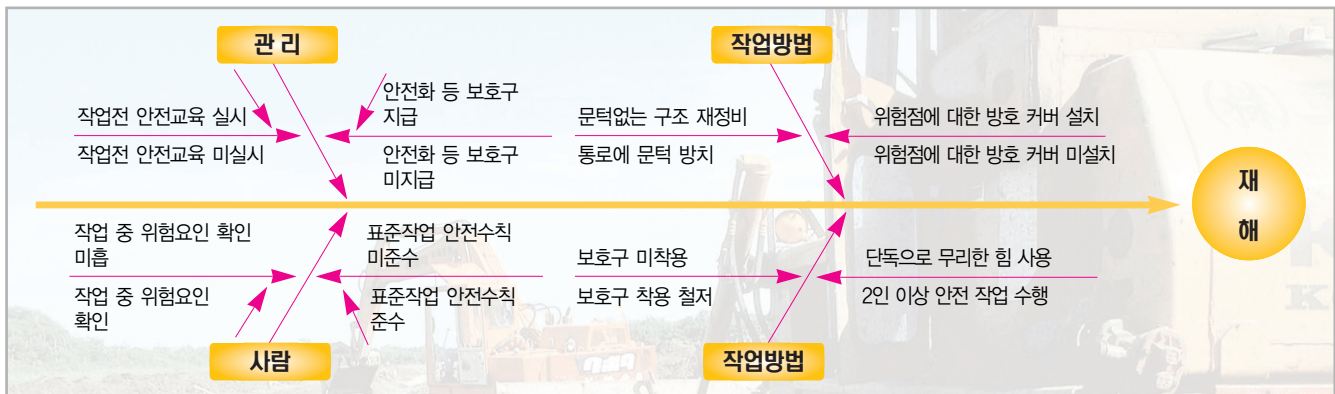 관 리
작업방법
작업전 안전교육 실시
작업전 안전교육 미실시
안전화 등 보호구
지급
안전화 등 보호구
미지급
문턱없는 구조 재정비
통로에 문턱 방치
위험점에 대한 방호 커버 설치
위험점에 대한 방호 커버 미설치
재
해
작업 중 위험요인 확인
미흡
작업 중 위험요인
확인
표준작업 안전수칙
미준수
표준작업 안전수칙
준수
보호구 미착용
보호구 착용 철저
단독으로 무리한 힘 사용
2인 이상 안전 작업 수행
사람
작업방법